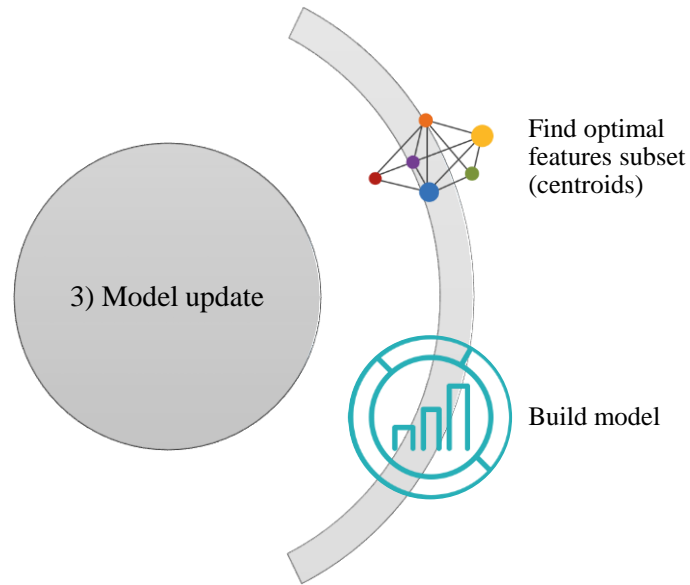 Find optimal
features subset
(centroids)
3) Model update
Build model